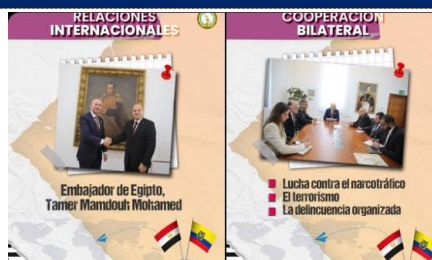 RELACIONES
INTERNACIONALES
Embajador de Egipto,
Tamer Mamdouh Mohamed
COOPERACIÓN
BILATERAL
Lucha contra el narcotráfico
El terrorismo
La delincuencia organizada